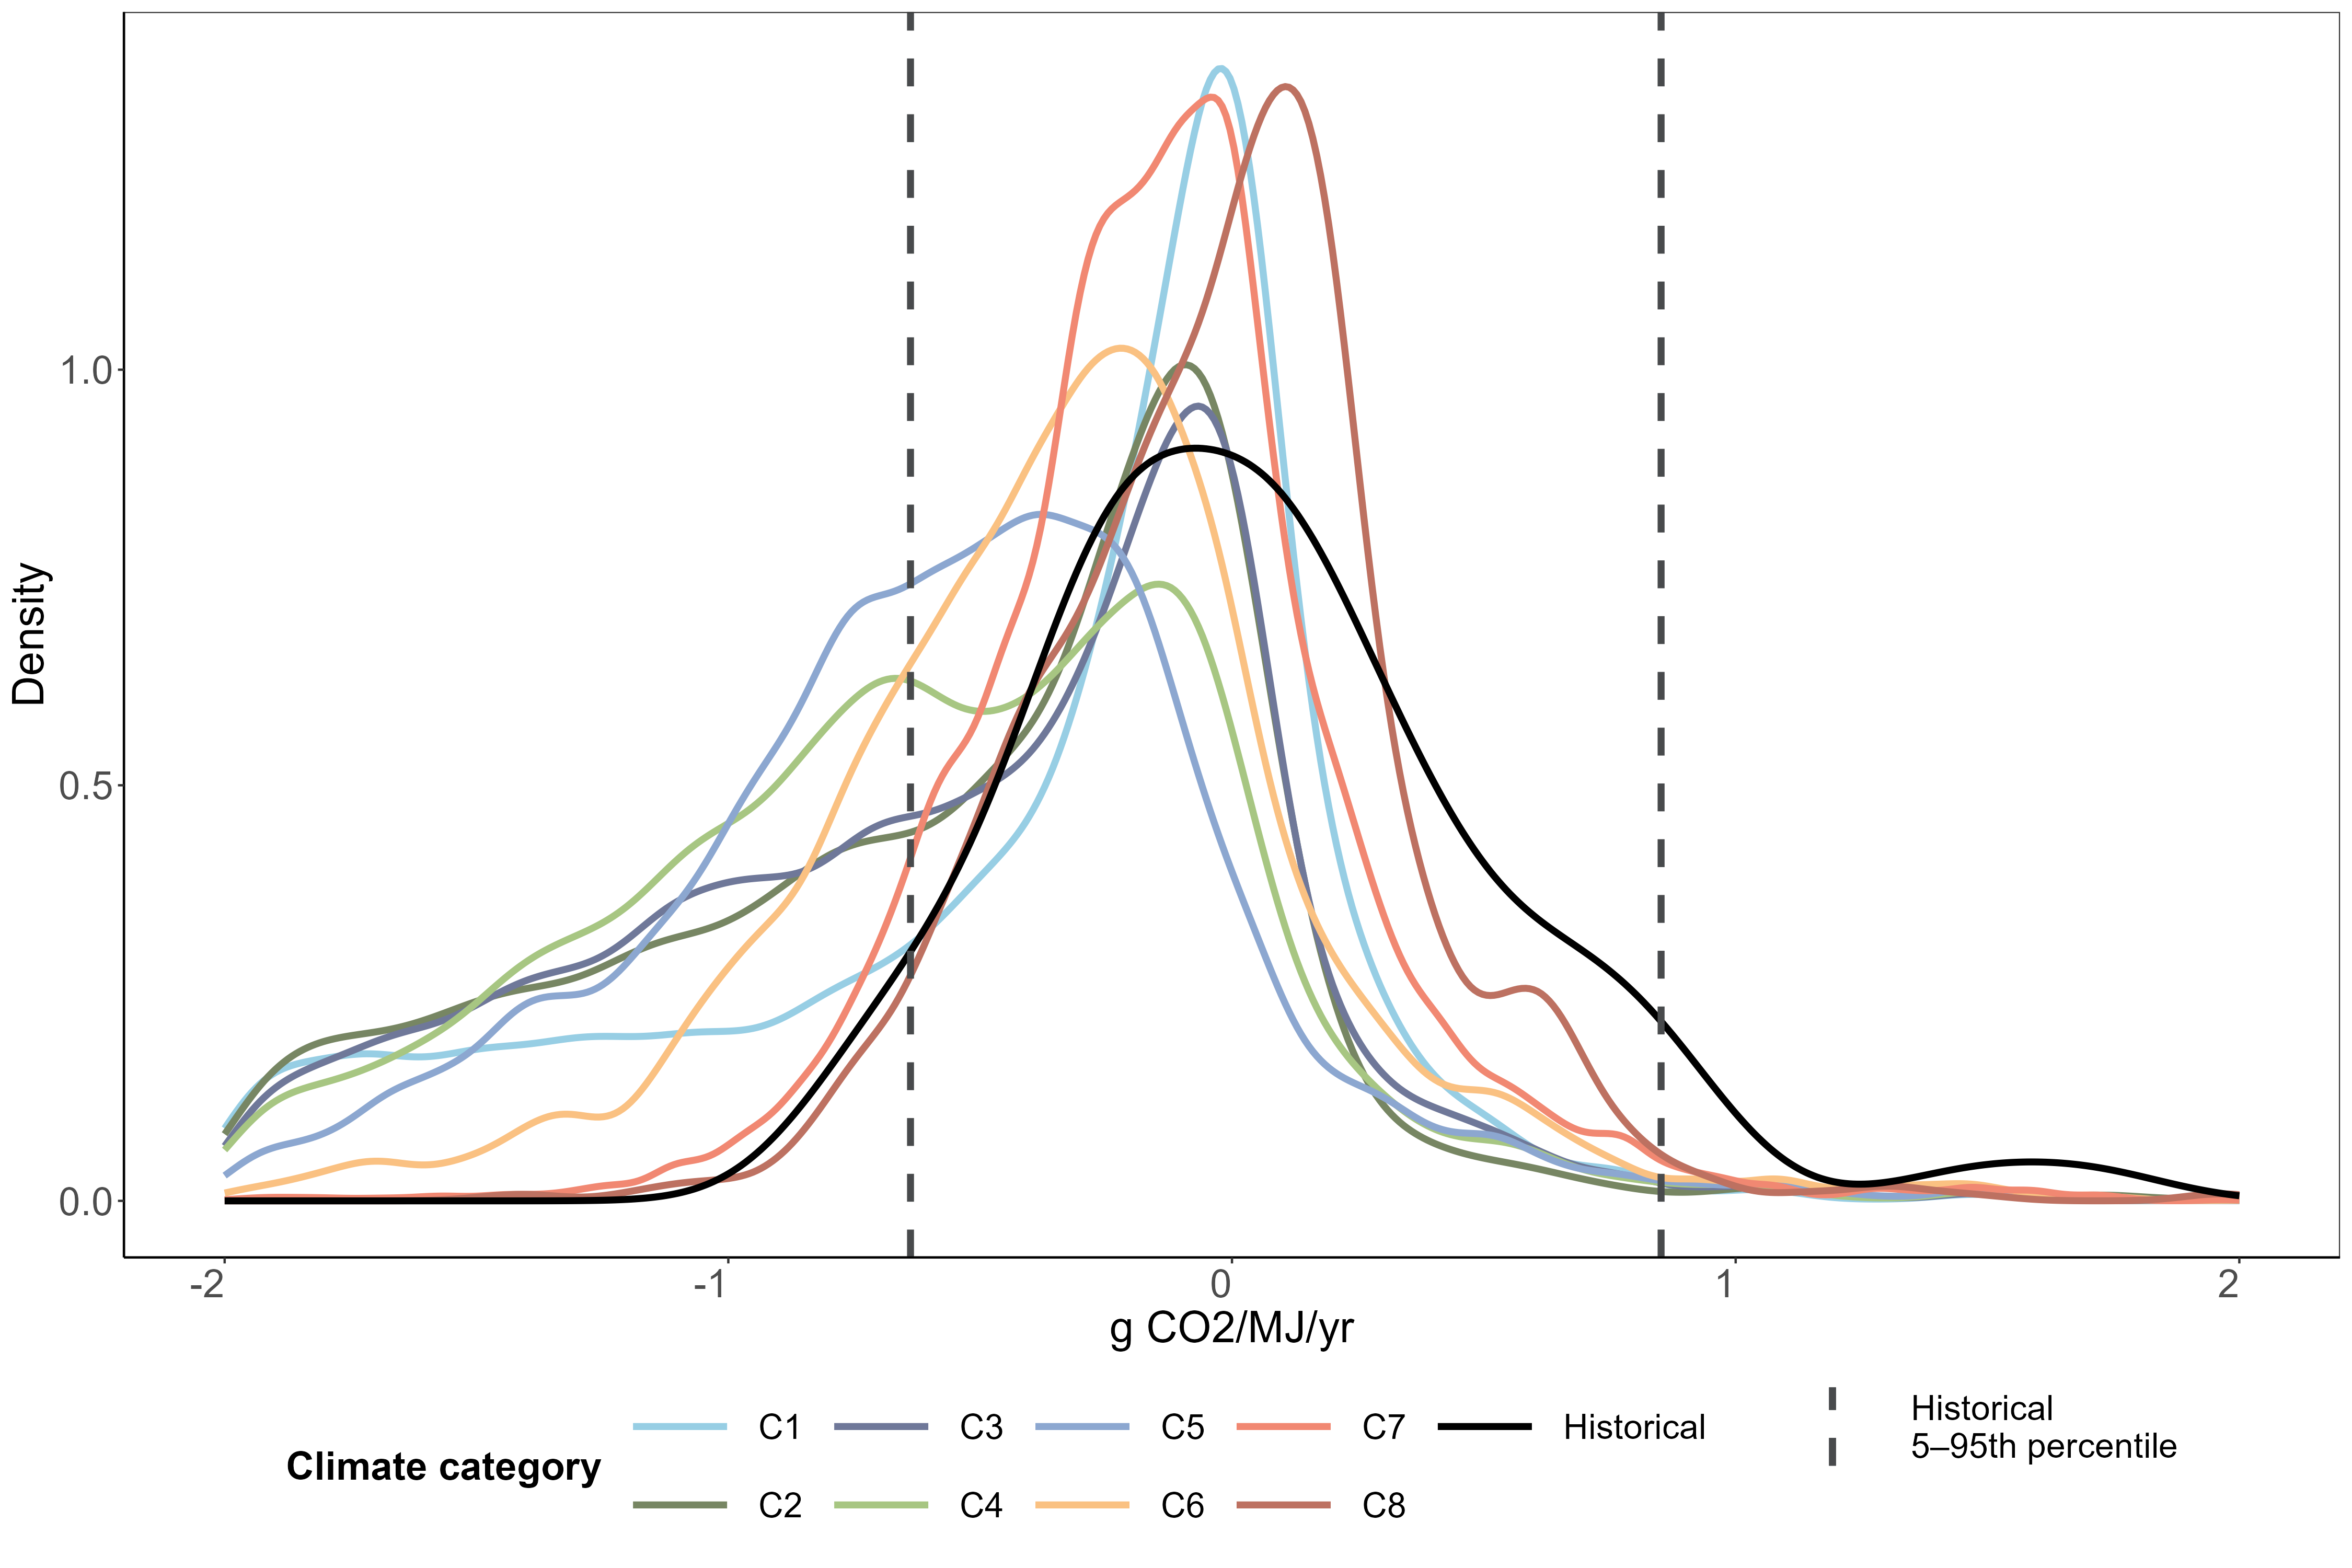 Density
1.0
0.5
0.0
-2
-1
0
1
2
g CO2/MJ/yr
Climate category
C1
C3
C5
C7
Historical
C2
C4
C6
C8
Historical
5–95th percentile